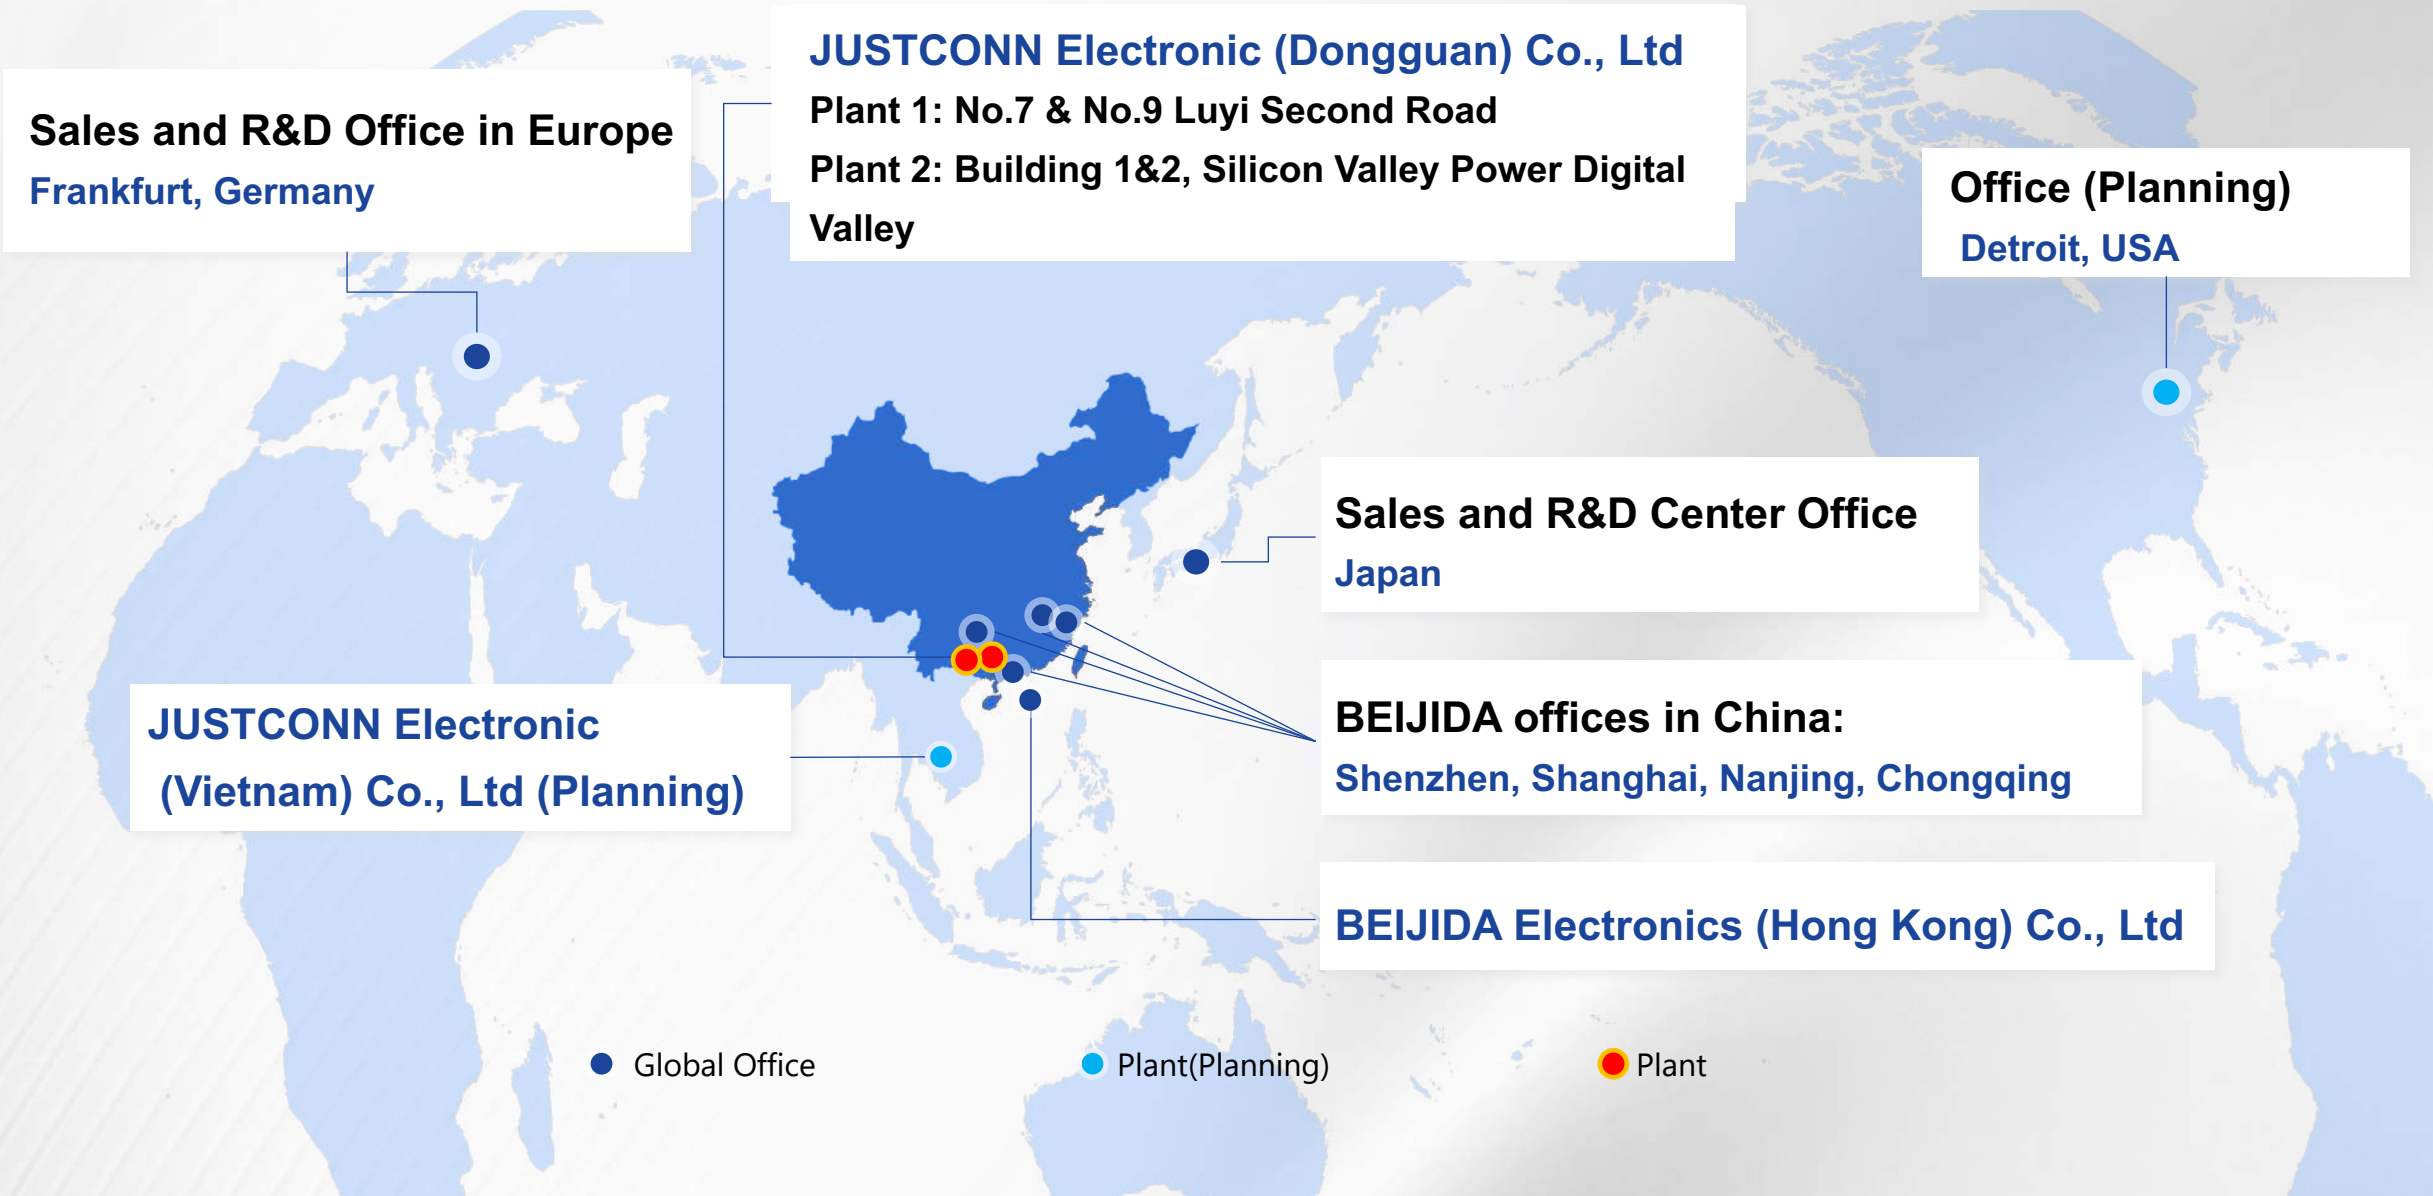 JUSTCONN Electronic (Dongguan) Co., Ltd
Plant 1: No.7 & No.9 Luyi Second Road
Plant 2: Building 1&2, Silicon Valley Power Digital
Valley
Sales and R&D Office in Europe
Frankfurt, Germany
Office (Planning)
Detroit, USA
Sales and R&D Center Office
Japan
JUSTCONN Electronic
(Vietnam) Co., Ltd (Planning)
BEIJIDA offices in China:
Shenzhen, Shanghai, Nanjing, Chongqing
BEIJIDA Electronics (Hong Kong) Co., Ltd
Global Office
Plant(Planning)
Plant